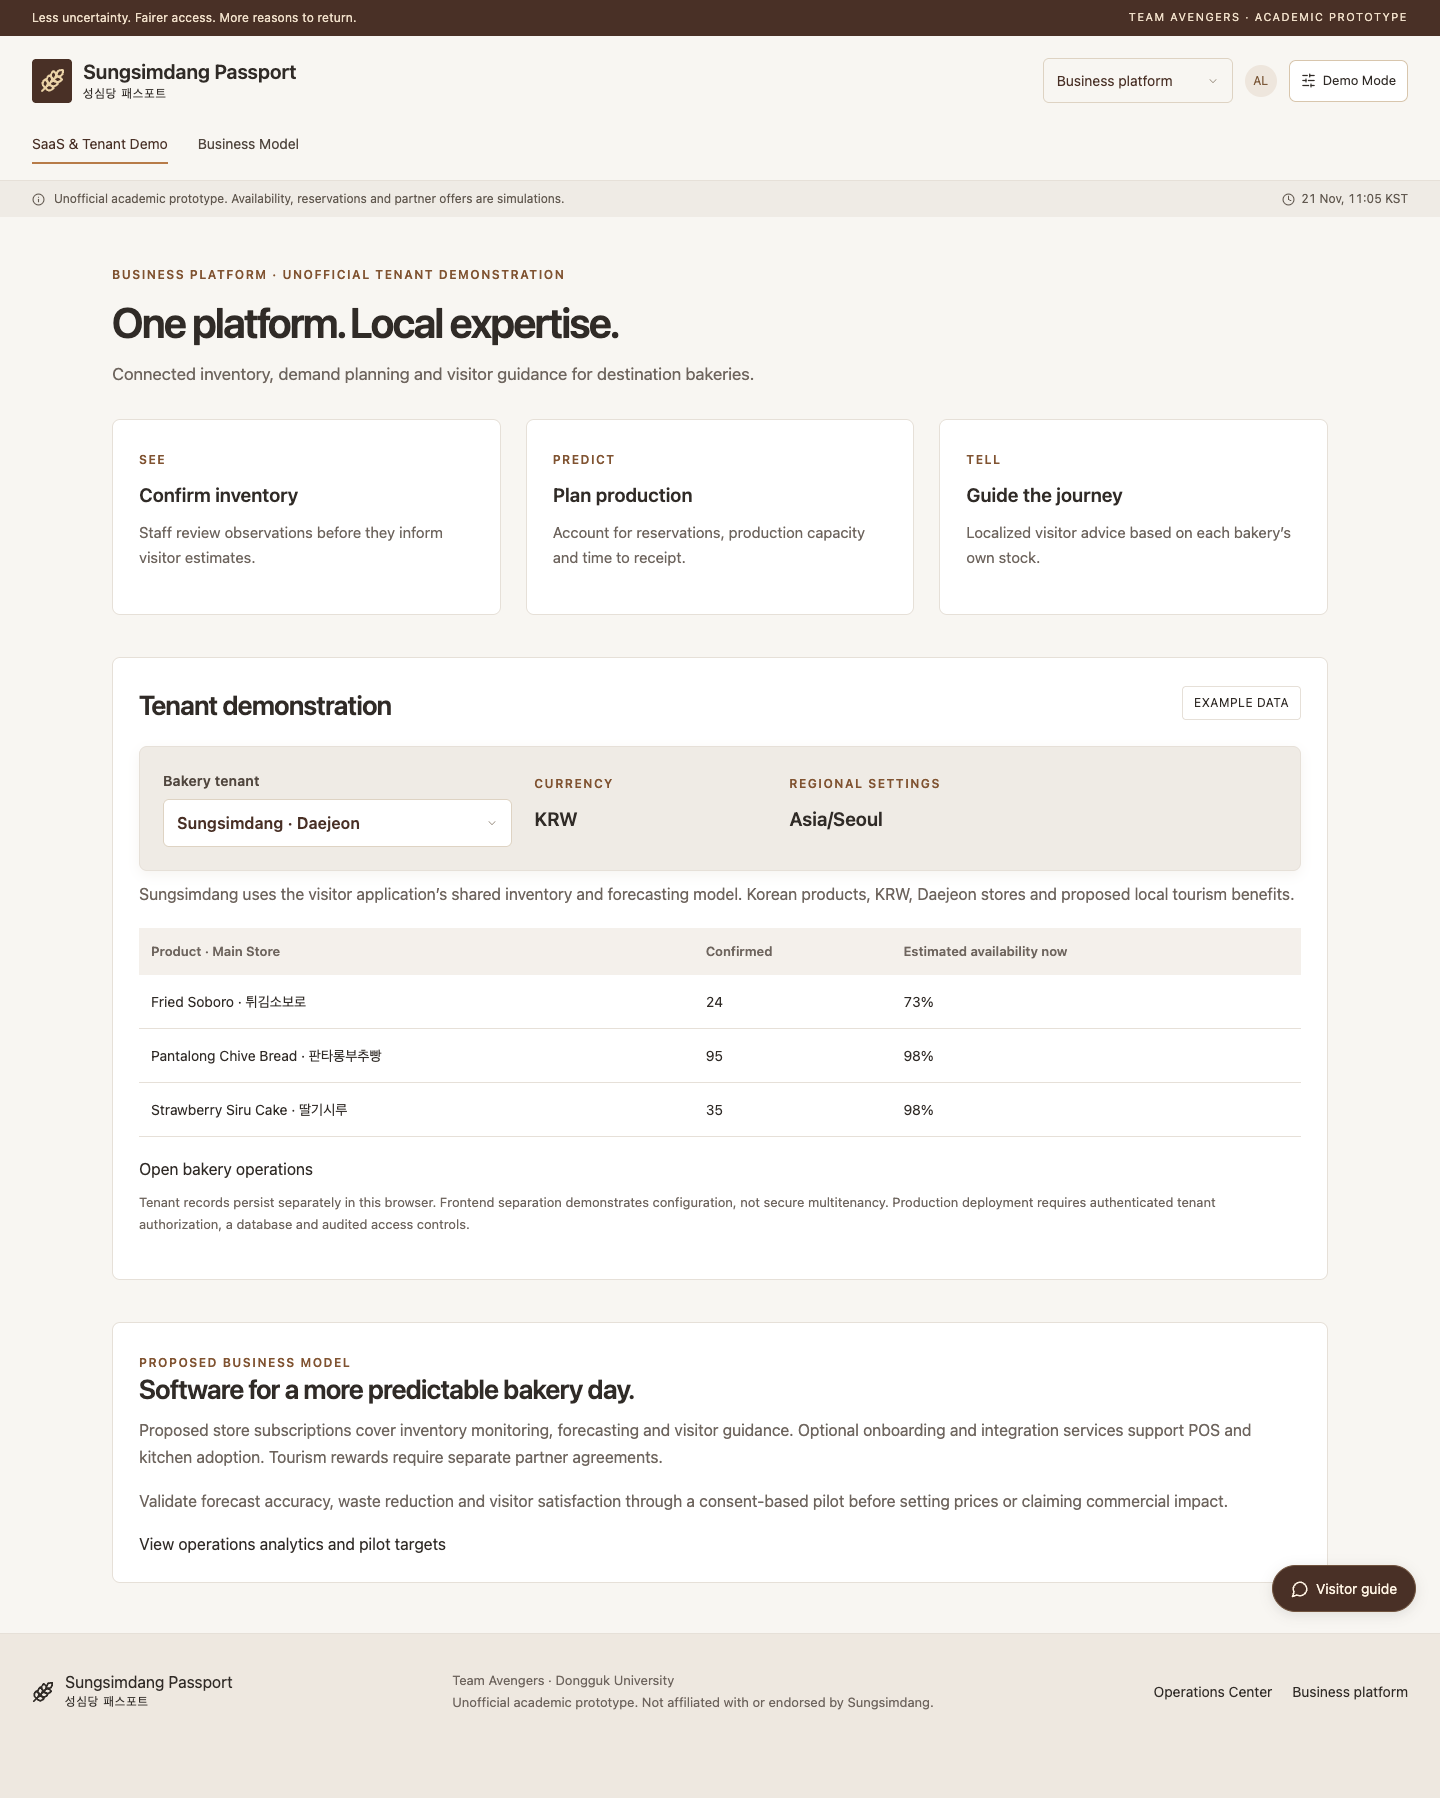 Less uncertainty. Fairer access. More reasons to return.
TEAM AVENGERS · ACADEMIC PROTOTYPE
Sungsimdang Passport
성심당 패스포트
Business platform
AL
Demo Mode
SaaS & Tenant Demo
Business Model
Unofficial academic prototype. Availability, reservations and partner offers are simulations.
21 Nov, 11:05 KST
BUSINESS PLATFORM · UNOFFICIAL TENANT DEMONSTRATION
One platform. Local expertise.
Connected inventory, demand planning and visitor guidance for destination bakeries.
SEE
Confirm inventory
Staff review observations before they inform
visitor estimates.
PREDICT
Plan production
Account for reservations, production capacity
and time to receipt.
TELL
Guide the journey
Localized visitor advice based on each bakery’s
own stock.
Tenant demonstration
EXAMPLE DATA
Bakery tenant
Sungsimdang · Daejeon
CURRENCY
KRW
REGIONAL SETTINGS
Asia/Seoul
Sungsimdang uses the visitor application’s shared inventory and forecasting model. Korean products, KRW, Daejeon stores and proposed local tourism benefits.
Product · Main Store Confirmed Estimated availability now
Fried Soboro · 튀김소보로 24 73%
Pantalong Chive Bread · 판타롱부추빵 95 98%
Strawberry Siru Cake · 딸기시루 35 98%
Open bakery operations
Tenant records persist separately in this browser. Frontend separation demonstrates configuration, not secure multitenancy. Production deployment requires authenticated tenant
authorization, a database and audited access controls.
PROPOSED BUSINESS MODEL
Software for a more predictable bakery day.
Proposed store subscriptions cover inventory monitoring, forecasting and visitor guidance. Optional onboarding and integration services support POS and
kitchen adoption. Tourism rewards require separate partner agreements.
Validate forecast accuracy, waste reduction and visitor satisfaction through a consent-based pilot before setting prices or claiming commercial impact.
View operations analytics and pilot targets
Visitor guide
Sungsimdang Passport
성심당 패스포트
Team Avengers · Dongguk University
Unofficial academic prototype. Not affiliated with or endorsed by Sungsimdang.
Operations Center
Business platform